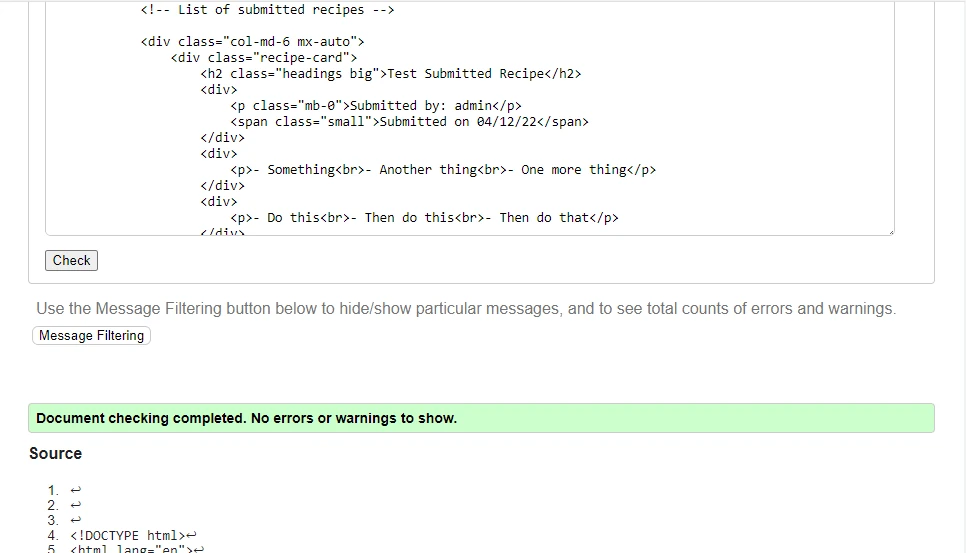 <!-- List of submitted recipes -->
<div class="col-md-6 mx-auto">
<div class="recipe-card">
<h2 class="headings big">Test Submitted Recipe</h2>
<div>
<p class="mb-0">Submitted by: admin</p>
<span class="small">Submitted on 04/12/22</span>
</div>
<div>
<p>- Something<br>- Another thing<br>- One more thing</p>
</div>
<div>
<p>- Do this<br>- Then do this<br>- Then do that</p>
</div>
Check
Use the Message Filtering button below to hide/show particular messages, and to see total counts of errors and warnings.
Message Filtering
Document checking completed. No errors or warnings to show.
Source
1. ↩
2. ↩
3. ↩
4. <!DOCTYPE html>↩
5. <html lang="en">↩